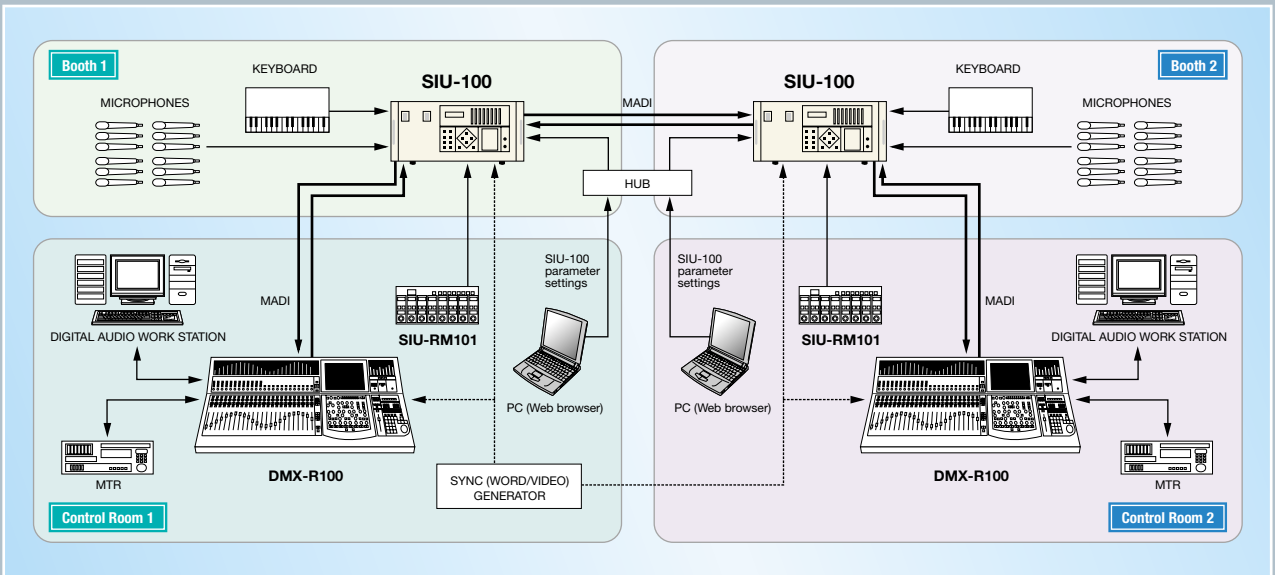 Booth 1
KEYBOARD
SIU-100
MICROPHONES
MADI
SIU-100
KEYBOARD
Booth 2
MICROPHONES
HUB
MADI
DIGITAL AUDIO WORK STATION
SIU-RM101
SIU-100
parameter
settings
PC (Web browser)
SIU-100
parameter
settings
PC (Web browser)
SIU-RM101
MADI
DIGITAL AUDIO WORK STATION
MTR
DMX-R100
SYNC (WORD/VIDEO)
GENERATOR
DMX-R100
MTR
Control Room 1
Control Room 2